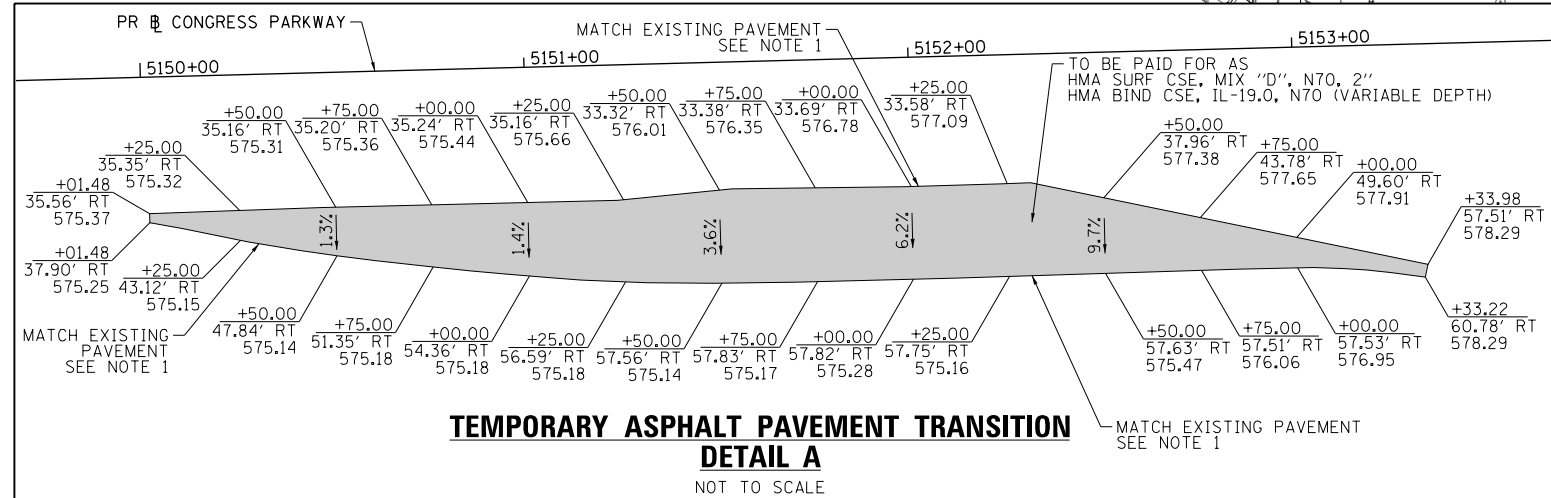 PR ⅊ CONGRESS PARKWAY
MATCH EXISTING PAVEMENT
SEE NOTE 1
5150+00
5151+00
5152+00
5153+00
TO BE PAID FOR AS
HMA SURF CSE, MIX "D", N70, 2"
HMA BIND CSE, IL-19.0, N70 (VARIABLE DEPTH)
+01.48
35.56' RT
575.37
+25.00
35.35' RT
575.32
+50.00
35.16' RT
575.31
+75.00
35.20' RT
575.36
+00.00
35.24' RT
575.44
+25.00
35.16' RT
575.66
+50.00
33.32' RT
576.01
+75.00
33.38' RT
576.35
+00.00
33.69' RT
576.78
+25.00
33.58' RT
577.09
+50.00
37.96' RT
577.38
+75.00
43.78' RT
577.65
+00.00
49.60' RT
577.91
+33.98
57.51' RT
578.29
1.3%
1.4%
3.6%
6.2%
9.7%
+01.48
37.90' RT
575.25
+25.00
43.12' RT
575.15
+50.00
47.84' RT
575.14
+75.00
51.35' RT
575.18
+00.00
54.36' RT
575.18
+25.00
56.59' RT
575.18
+50.00
57.56' RT
575.14
+75.00
57.83' RT
575.17
+00.00
57.82' RT
575.28
+25.00
57.75' RT
575.16
+50.00
57.63' RT
575.47
+75.00
57.51' RT
576.06
+00.00
57.53' RT
576.95
+33.22
60.78' RT
578.29
MATCH EXISTING
PAVEMENT
SEE NOTE 1
MATCH EXISTING PAVEMENT
SEE NOTE 1
TEMPORARY ASPHALT PAVEMENT TRANSITION
DETAIL A
NOT TO SCALE